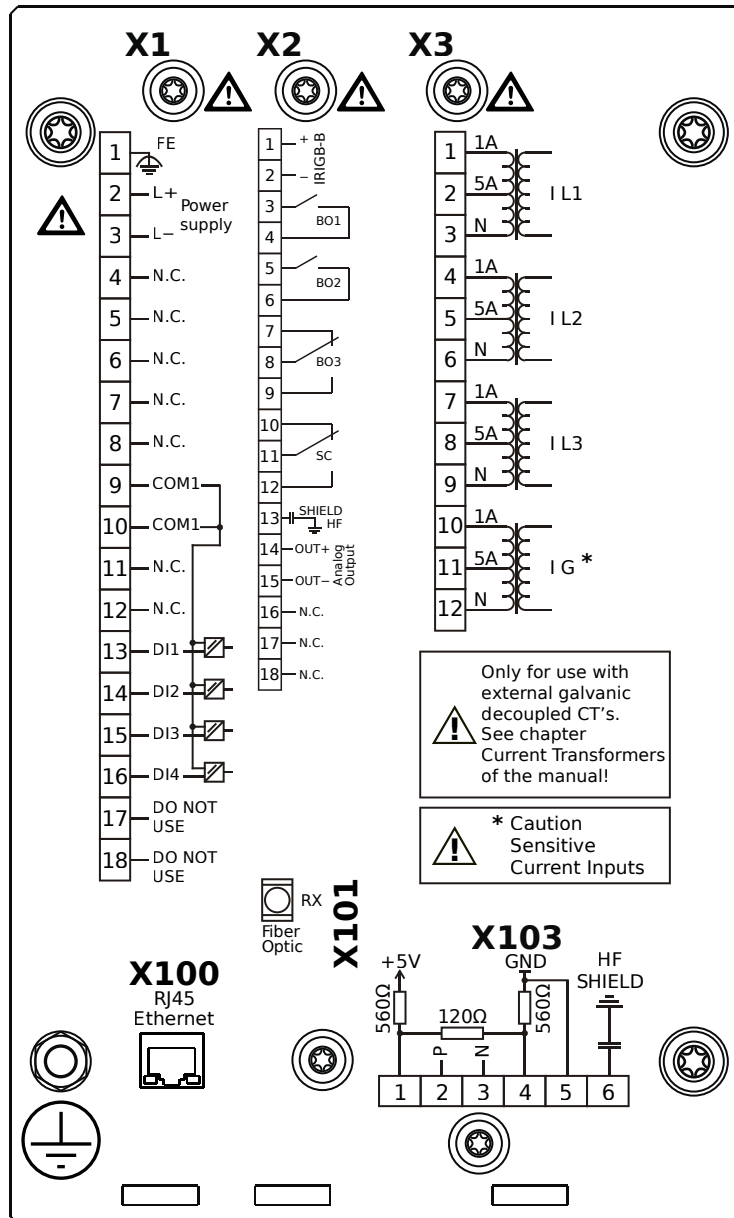 X1
1 FE
2 L+
Power
supply
3 L−
4 N.C.
5 N.C.
6 N.C.
7 N.C.
8 N.C.
9 COM1
10 COM1
11 N.C.
12 N.C.
13 DI1
14 DI2
15 DI3
16 DI4
17 DO NOT
USE
18 DO NOT
USE
X2
1 +
2 −
IRIGB-B
3
BO1
4
5
BO2
6
7
8 BO3
9
10
11 SC
12
13 SHIELD
HF
14 OUT+
15 OUT−
Analog
Output
16 N.C.
17 N.C.
18 N.C.
X3
1 1A
2 5A I L1
3 N
4 1A
5 5A I L2
6 N
7 1A
8 5A I L3
9 N
10 1A
11 5A I G *
12 N
Only for use with
external galvanic
decoupled CT's.
See chapter
Current Transformers
of the manual!
* Caution
Sensitive
Current Inputs
RX
Fiber
Optic
X101
X100
RJ45
Ethernet
X103
+5V
GND
HF
SHIELD
560Ω
120Ω
560Ω
P
N
1 2 3 4 5 6